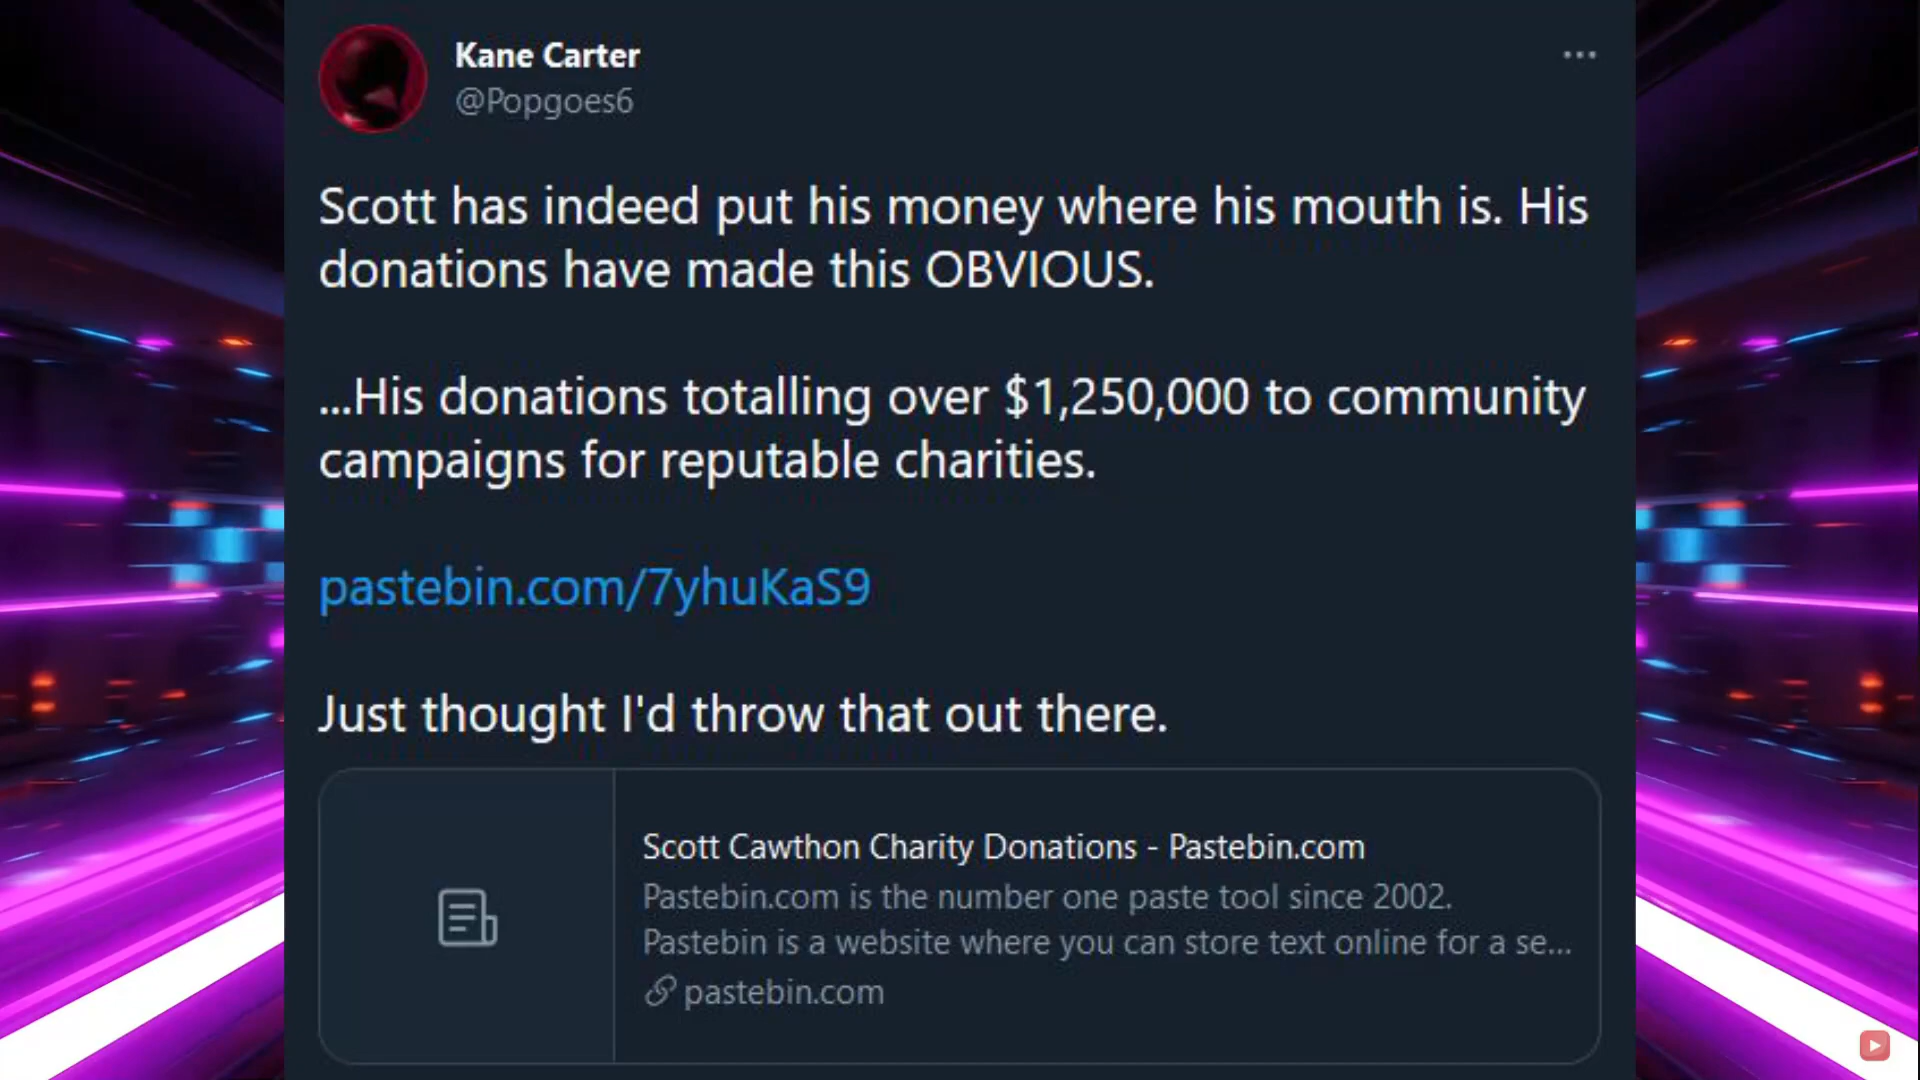 Kane Carter
@Popgoes6
Scott has indeed put his money where his mouth is. His
donations have made this OBVIOUS.
...His donations totalling over $1,250,000 to community
campaigns for reputable charities.
pastebin.com/7yhuKaS9
Just thought I'd throw that out there.
Scott Cawthon Charity Donations - Pastebin.com
Pastebin.com is the number one paste tool since 2002.
Pastebin is a website where you can store text online for a se...
pastebin.com